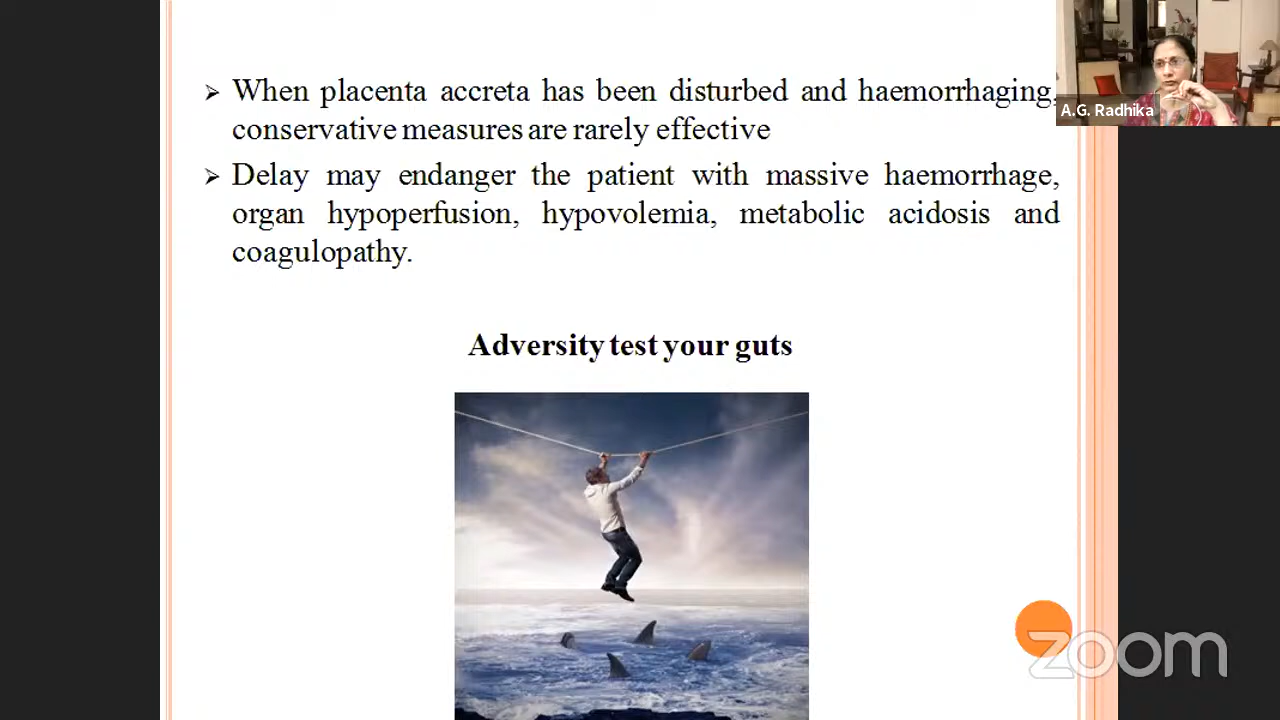 When placenta accreta has been disturbed and haemorrhaging,
A.G. Radhika
conservative measures are rarely effective
Delay may endanger the patient with massive haemorrhage,
organ hypoperfusion, hypovolemia, metabolic acidosis and
coagulopathy.
Adversity test your guts
zoom